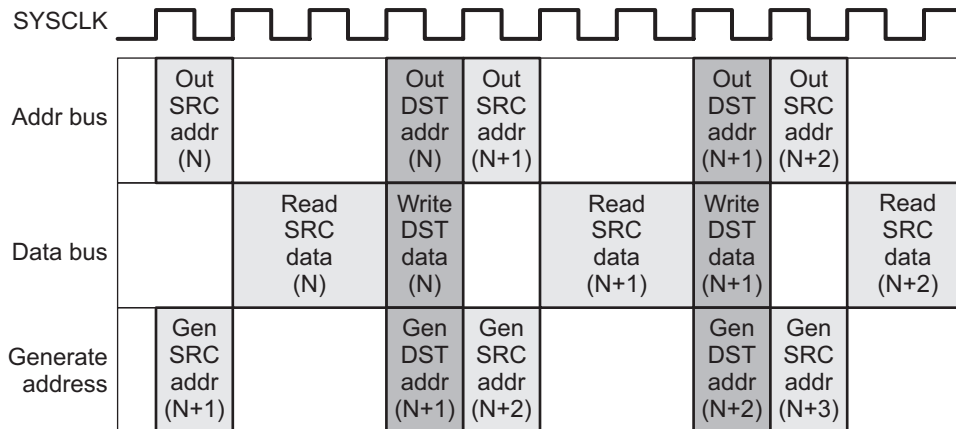 SYSCLK
Addr bus
Out
SRC
addr
(N)
Out
DST
addr
(N)
Out
SRC
addr
(N+1)
Out
DST
addr
(N+1)
Out
SRC
addr
(N+2)
Data bus
Read
SRC
data
(N)
Write
DST
data
(N)
Read
SRC
data
(N+1)
Write
DST
data
(N+1)
Read
SRC
data
(N+2)
Generate
address
Gen
SRC
addr
(N+1)
Gen
DST
addr
(N+1)
Gen
SRC
addr
(N+2)
Gen
DST
addr
(N+2)
Gen
SRC
addr
(N+3)